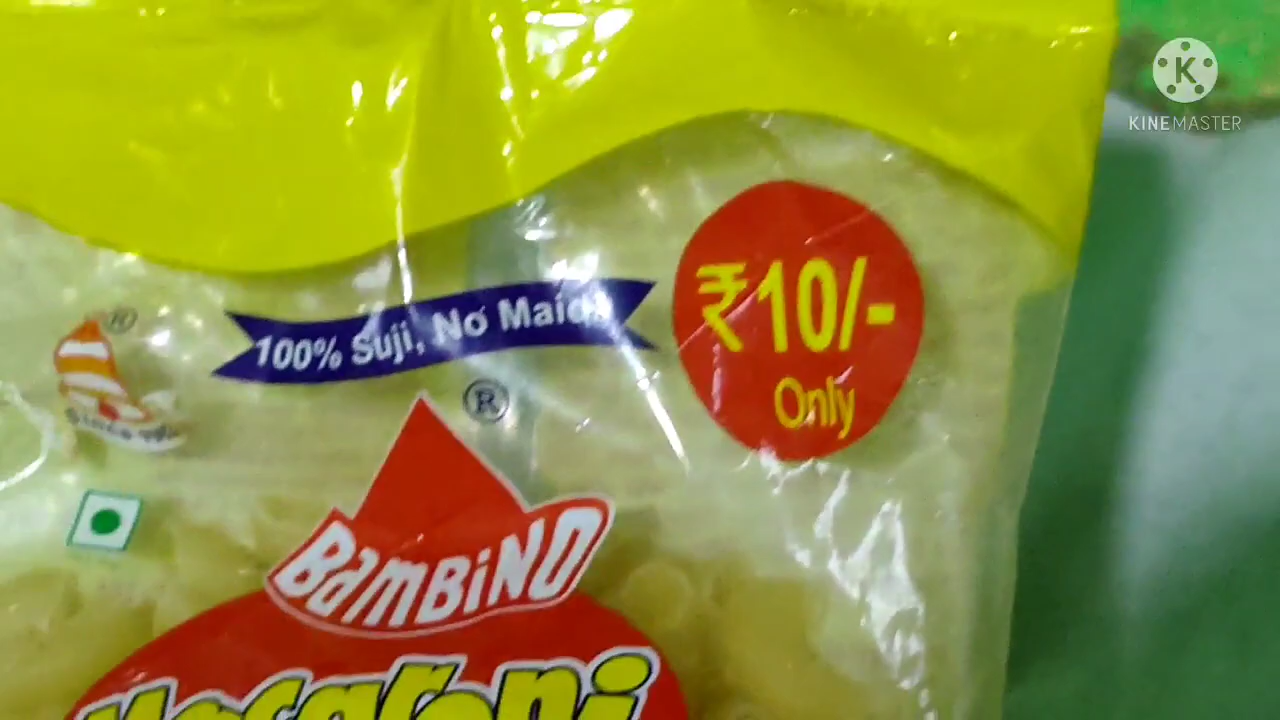 KINEMASTER
₹10/-
Only
100% Suji, No Maida
BAMBINO
Macaroni